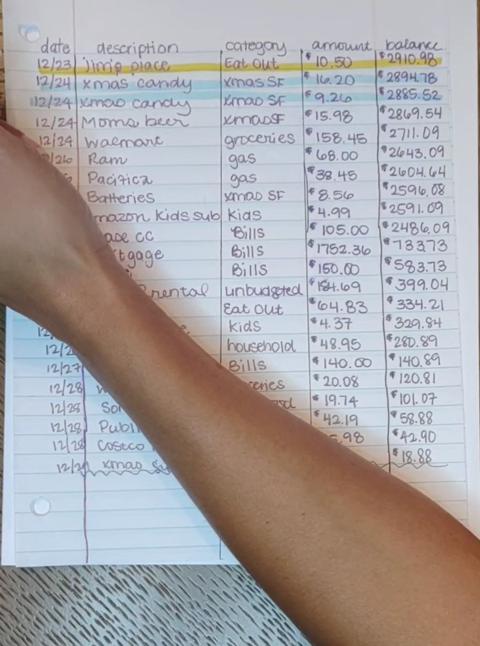 date description category amount balance
12/23 Jimip place Eat Out $10.50 $2910.98
12/24 xmas candy xmas SF $16.20 $2894.78
12/24 xmas candy xmas SF $9.26 $2885.52
12/24 Moms beer xmas SF $15.98 $2869.54
12/24 Walmart groceries $158.45 $2711.09
12/26 Ram gas $68.00 $2643.09
Pacifica gas $38.45 $2604.64
Batteries xmas SF $8.56 $2596.08
mazon Kids sub Kids $4.99 $2591.09
ase CC Bills $105.00 $2486.09
tgage Bills $1752.36 $733.73
Bills $150.00 $583.73
rental unbudgeted $184.69 $399.04
Eat Out $64.83 $334.21
Kids $4.37 $329.84
household $48.95 $280.89
12/27 Bills $140.00 $140.89
12/28 ceries $20.08 $120.81
12/28 $19.74 $101.07
12/28 Publi $42.19 $58.88
12/28 Costco 5.98 $42.90
xmas $18.88